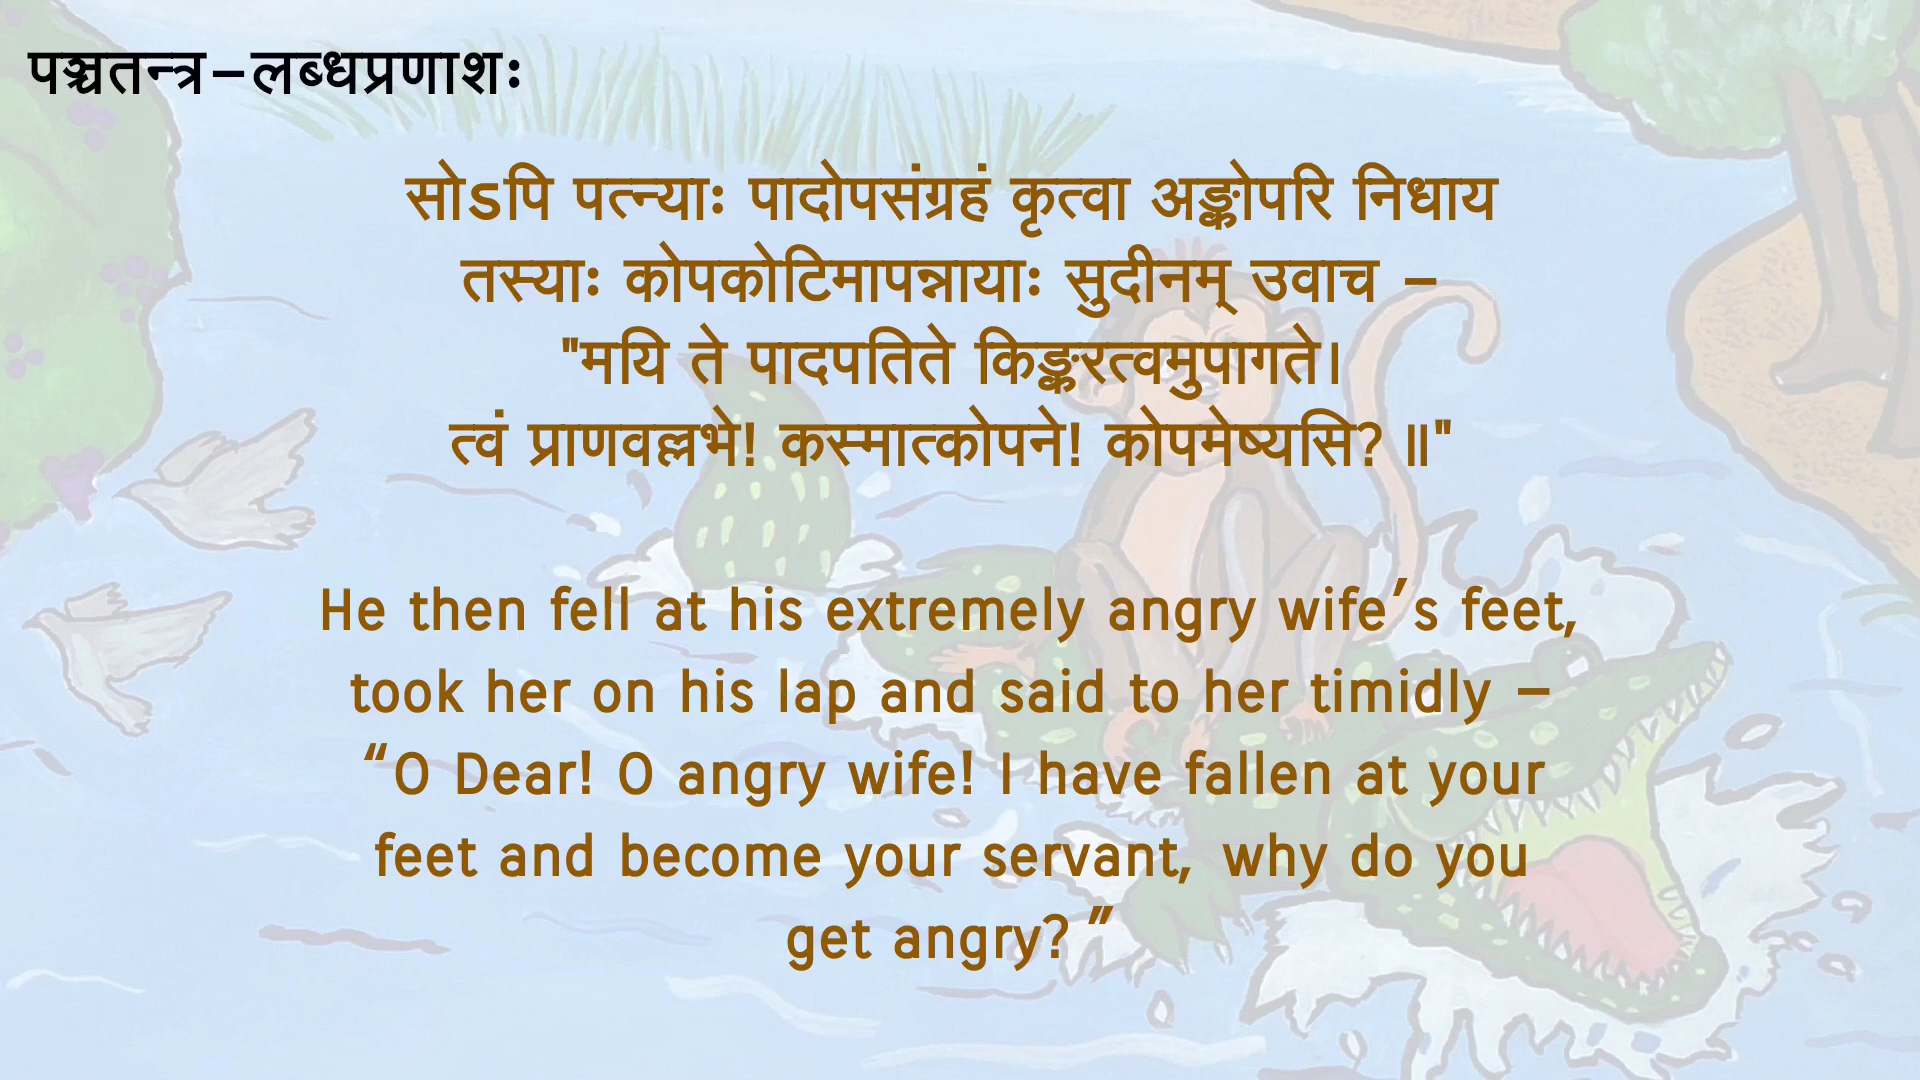 पञ्चतन्त्र-लब्धप्रणाशः
सोऽपि पत्न्याः पादोपसंग्रहं कृत्वा अङ्कोपरि निधाय
तस्याः कोपकोटिमापन्नायाः सुदीनम् उवाच -
"मयि ते पादपतिते किङ्करत्वमुपागते।
त्वं प्राणवल्लभे! कस्मात्कोपने! कोपमेष्यसि? ॥"
He then fell at his extremely angry wife's feet,
took her on his lap and said to her timidly –
“O Dear! O angry wife! I have fallen at your
feet and become your servant, why do you
get angry? ”